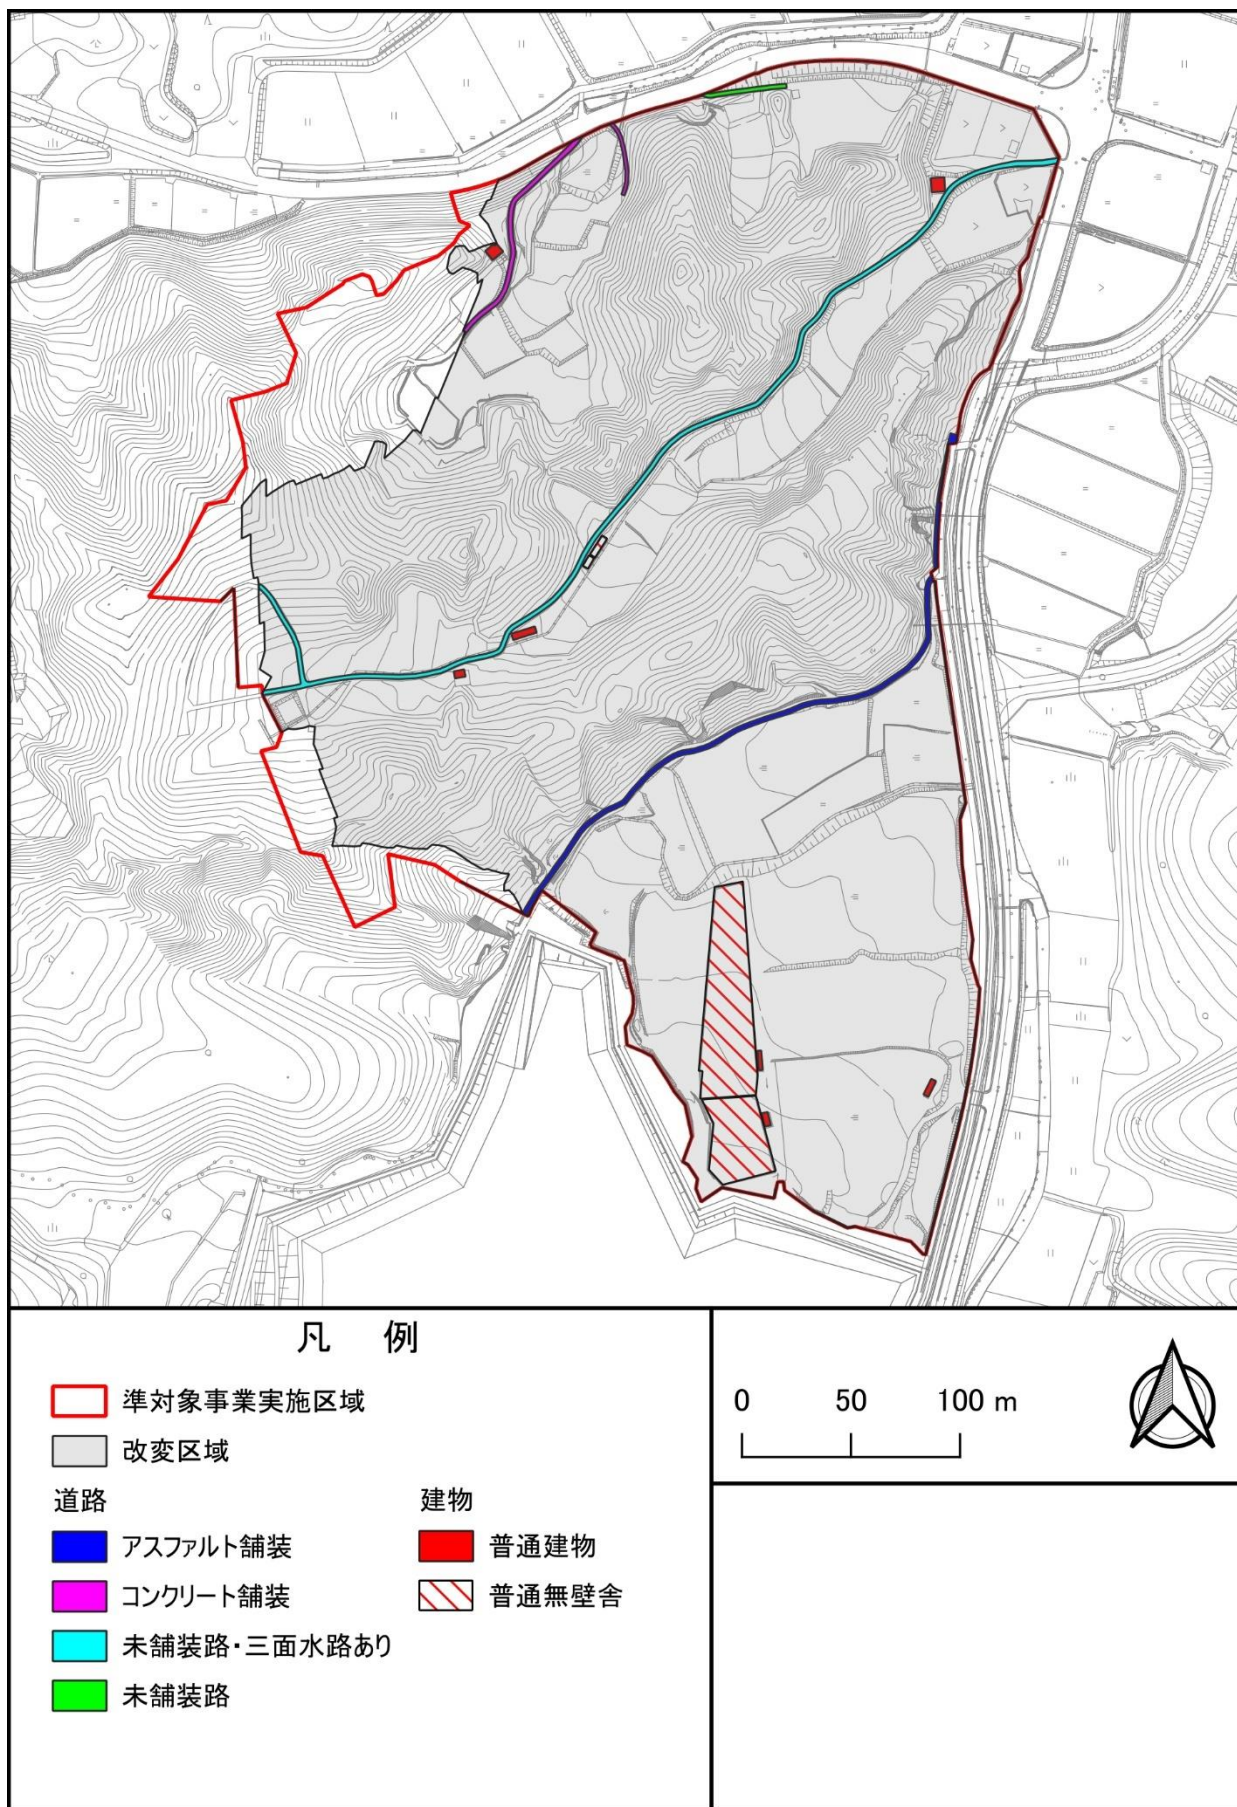 凡 例
準対象事業実施区域
改変区域
道路
アスファルト舗装
コンクリート舗装
未舗装路・三面水路あり
未舗装路
建物
普通建物
普通無壁舎
0 50 100 m